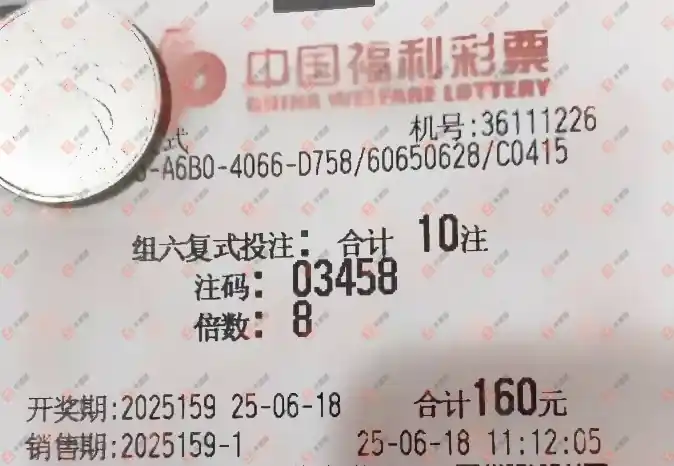 中国福利彩票
CHINA WELFARE LOTTERY
式
机号:36111226
-A6B0-4066-D758/60650628/C0415
组六复式投注: 合计 10注
注码: 03458
倍数: 8
开奖期:2025159 25-06-18 合计160元
销售期:2025159-1 25-06-18 11:12:05